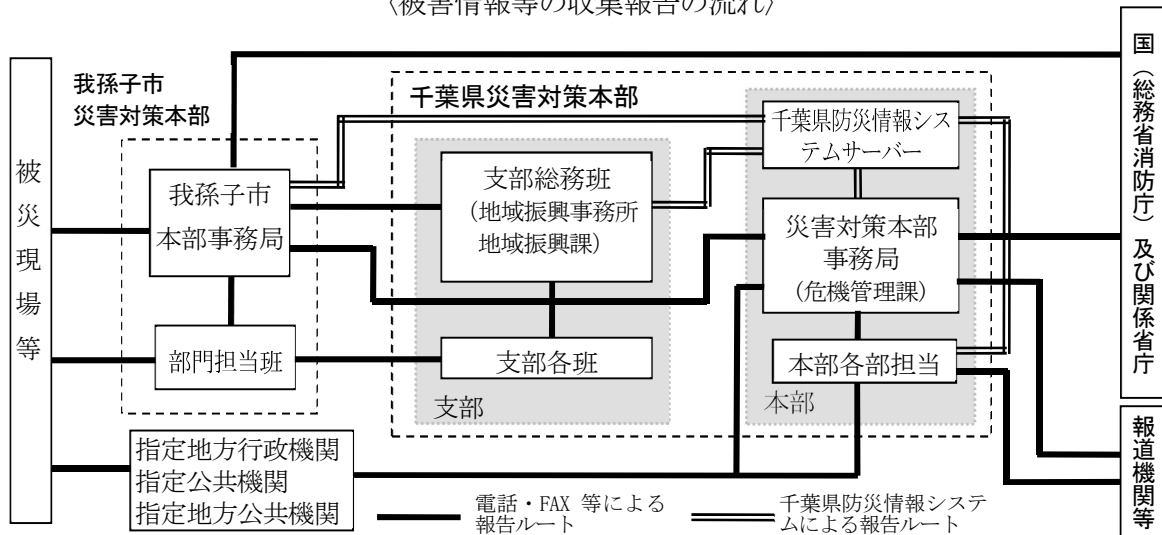 〈被害情報等の収集報告の流れ〉
国（総務省消防庁）及び関係省庁
我孫子市
災害対策本部
千葉県災害対策本部
被災現場等
千葉県防災情報シス
テムサーバー
我孫子市
本部事務局
支部総務班
（地域振興事務所
地域振興課）
災害対策本部
事務局
（危機管理課）
部門担当班
支部各班
本部各部担当
支部
本部
指定地方行政機関
指定公共機関
指定地方公共機関
報道機関等
電話・FAX 等による
報告ルート
千葉県防災情報システ
ムによる報告ルート